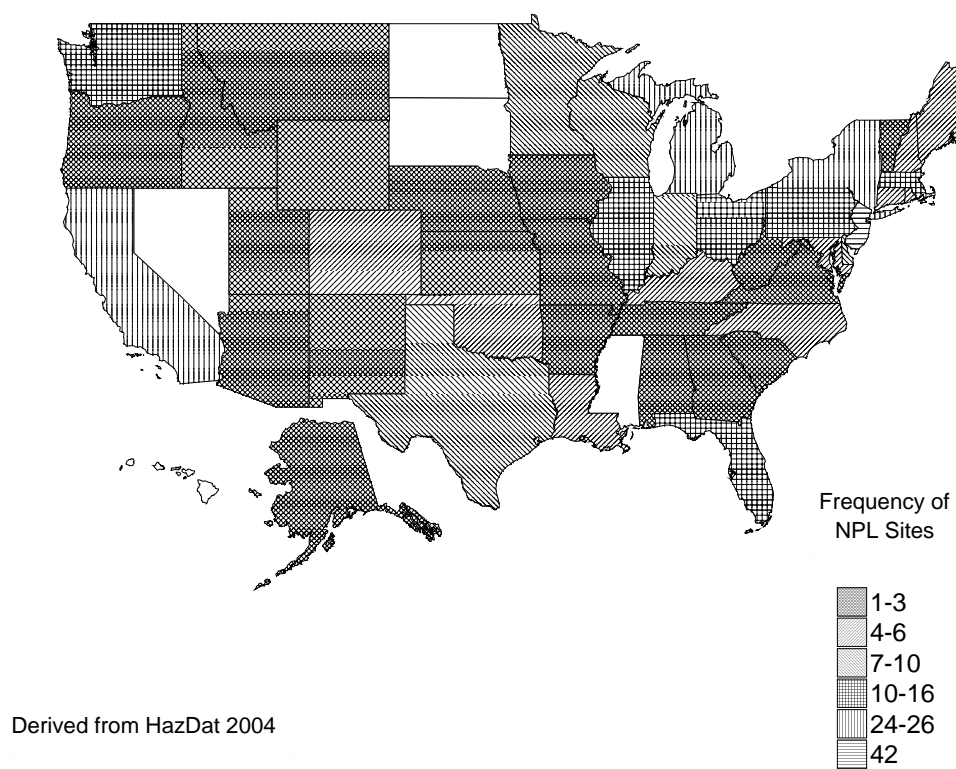 Frequency of
NPL Sites
1-3
4-6
7-10
10-16
24-26
42
Derived from HazDat 2004